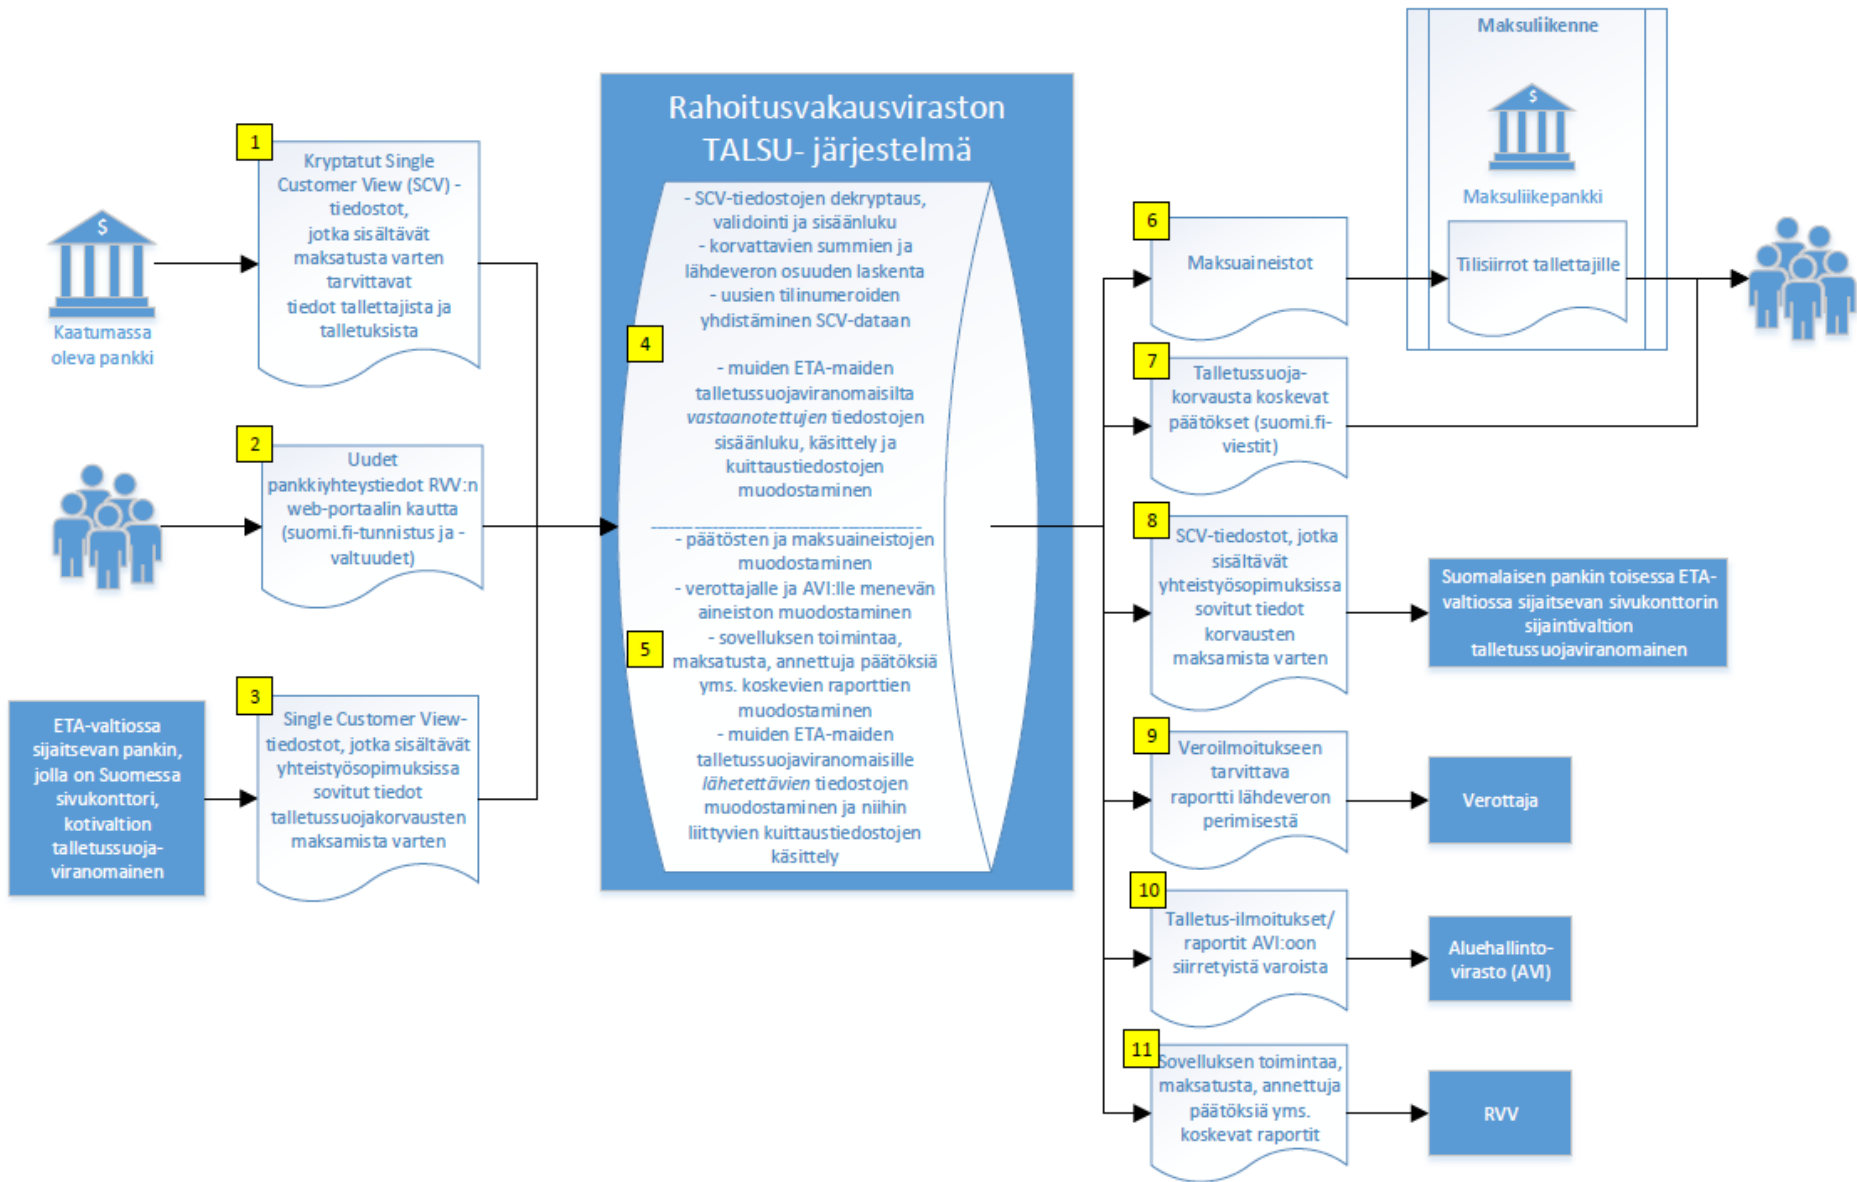 1
Kryptatut Single
Customer View (SCV) -
tiedostot,
jotka sisältävät
maksatusta varten
tarvittavat
tiedot tallettajista ja
talletuksista
$
Kaatumassa
oleva pankki
2
Uudet
pankkiyhteystiedot RVV:n
web-portaalin kautta
(suomi.fi-tunnistus ja -
valtuudet)
3
ETA-valtiossa
sijaitsevan pankin,
jolla on Suomessa
sivukonttori,
kotivaltion
talletussuoja-
viranomainen
Single Customer View-
tiedostot, jotka sisältävät
yhteistyösopimuksissa
sovitut tiedot
talletussuojakorvausten
maksamista varten
Rahoitusvakausviraston
TALSU- järjestelmä
- SCV-tiedostojen dekryptaus,
validointi ja sisäänluku
- korvattavien summien ja
lähdeveron osuuden laskenta
- uusien tilinumeroiden
yhdistäminen SCV-dataan
4
- muiden ETA-maiden
talletussuojaviranomaisilta
vastaanotettujen tiedostojen
sisäänluku, käsittely ja
kuittaustiedostojen
muodostaminen
- päätösten ja maksuaineistojen
muodostaminen
- verottajalle ja AVI:lle menevän
aineiston muodostaminen
5
- sovelluksen toimintaa,
maksatusta, annettuja päätöksiä
yms. koskevien raporttien
muodostaminen
- muiden ETA-maiden
talletussuojaviranomaisille
lähetettävien tiedostojen
muodostaminen ja niihin
liittyvien kuittaustiedostojen
käsittely
6
Maksuaineistot
Maksuliikenne
$
Maksuliikepankki
Tilisiirrot tallettajille
7
Talletussuoja-
korvausta koskevat
päätökset (suomi.fi-
viestit)
8
SCV-tiedostot, jotka
sisältävät
yhteistyösopimuksissa
sovitut tiedot
korvausten
maksamista varten
Suomalaisen pankin toisessa ETA-
valtiossa sijaitsevan sivukonttorin
sijaintivaltion
talletussuojaviranomainen
9
Veroilmoitukseen
tarvittava
raportti lähdeveron
perimisestä
Verottaja
10
Talletus-ilmoitukset/
raportit AVI:oon
siirretyistä varoista
Aluehallinto-
virasto (AVI)
11
Sovelluksen toimintaa,
maksatusta, annettuja
päätöksiä yms.
koskevat raportit
RVV